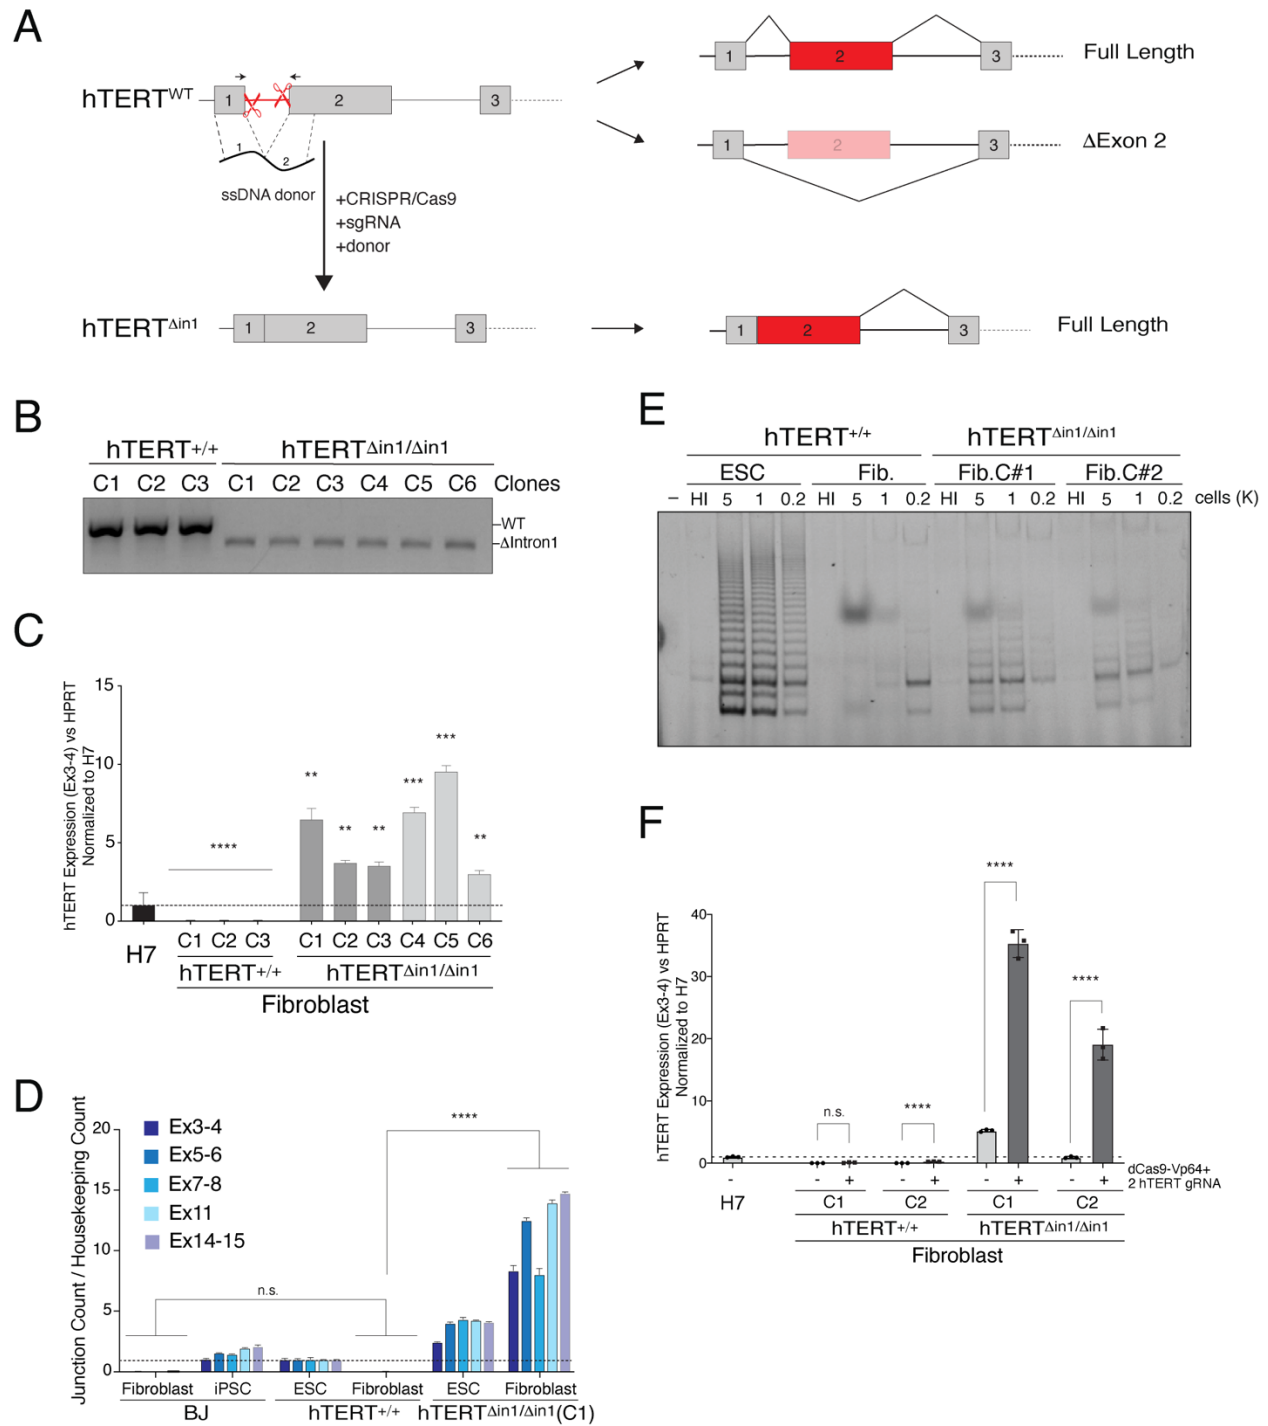 A
hTERTWT
1
2
3
1
2
ssDNA donor
+CRISPR/Cas9
+sgRNA
+donor
1
2
3
Full Length
1
2
3
ΔExon 2
hTERTΔin1
1
2
3
1
2
3
Full Length
B
hTERT+/+
hTERTΔin1/Δin1
C1 C2 C3 C1 C2 C3 C4 C5 C6 Clones
WT
ΔIntron1
C
hTERT Expression (Ex3-4) vs HPRT
Normalized to H7
15
10
5
0
****
**
**
**
***
***
**
H7
C1 C2 C3 C1 C2 C3 C4 C5 C6
hTERT+/+
hTERTΔin1/Δin1
Fibroblast
D
Junction Count / Housekeeping Count
20
15
10
5
0
Ex3-4
Ex5-6
Ex7-8
Ex11
Ex14-15
n.s.
****
Fibroblast iPSC ESC Fibroblast ESC Fibroblast
BJ hTERT+/+ hTERTΔin1/Δin1(C1)
E
hTERT+/+
hTERTΔin1/Δin1
ESC Fib. Fib.C#1 Fib.C#2
– HI 5 1 0.2 HI 5 1 0.2 HI 5 1 0.2 HI 5 1 0.2 cells (K)
F
hTERT Expression (Ex3-4) vs HPRT
Normalized to H7
40
30
20
10
0
n.s.
****
****
****
- - + - + - + - +
dCas9-Vp64+
2 hTERT gRNA
H7 C1 C2 C1 C2
hTERT+/+ hTERTΔin1/Δin1
Fibroblast